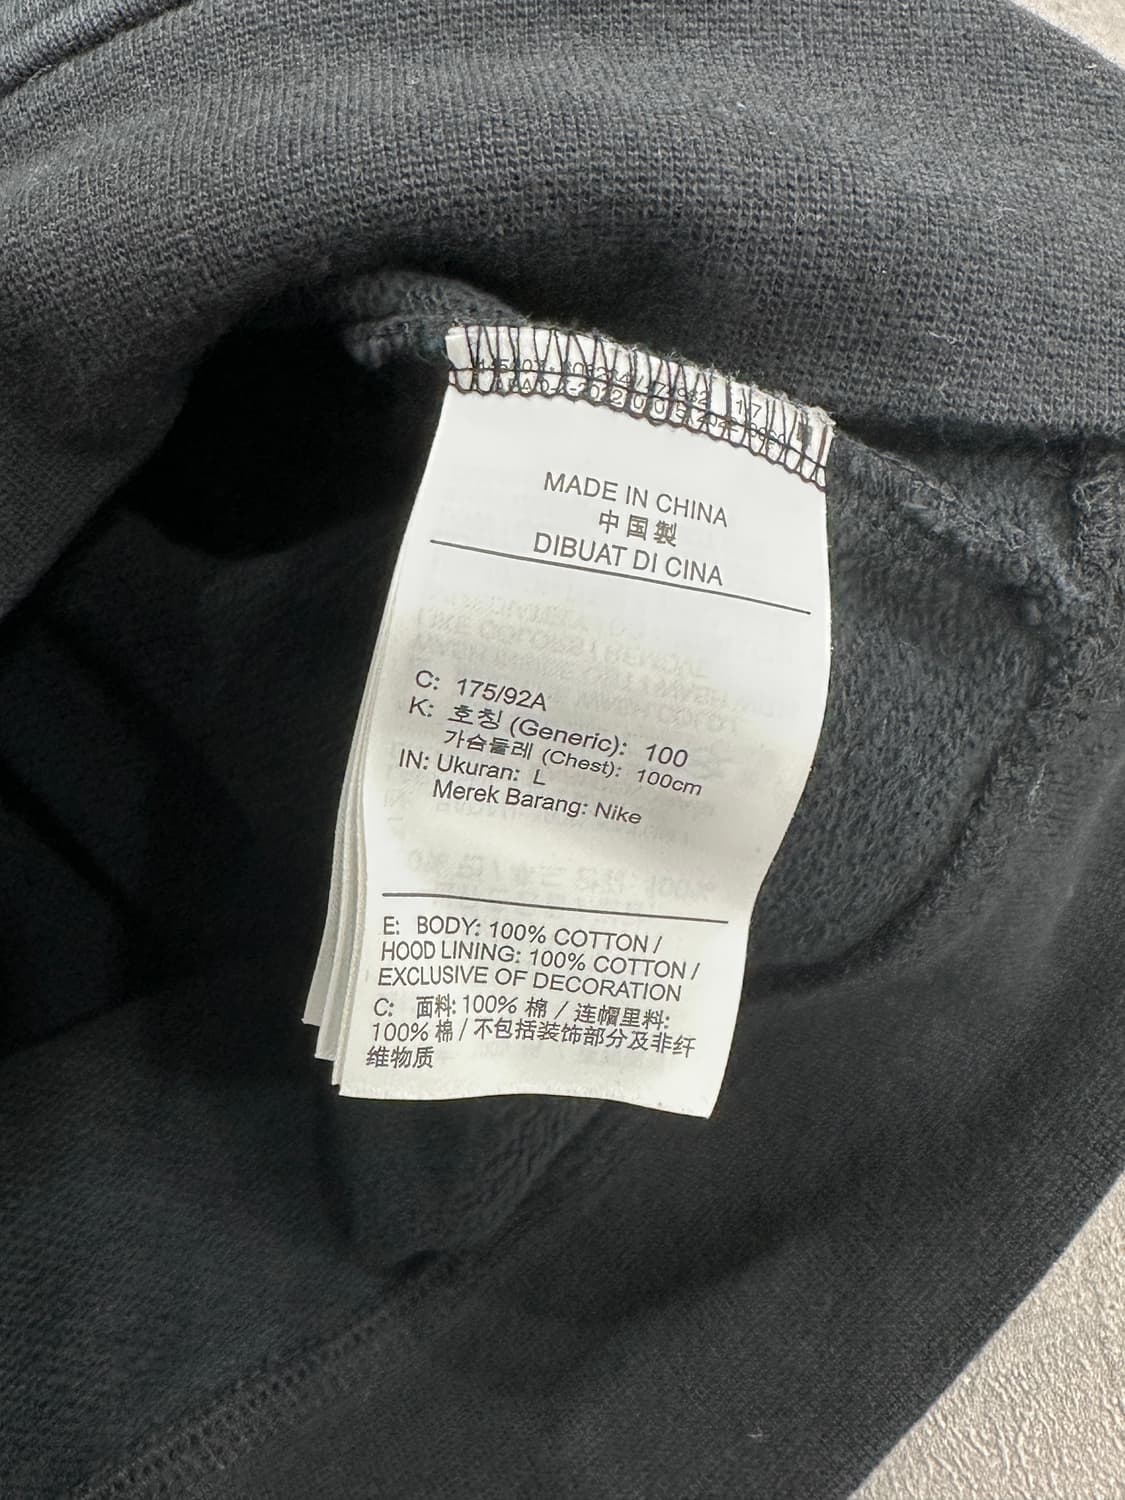 MADE IN CHINA
中国製
DIBUAT DI CINA
C: 175/92A
K: 호칭 (Generic): 100
가슴둘레 (Chest): 100cm
IN: Ukuran: L
Merek Barang: Nike
E: BODY: 100% COTTON /
HOOD LINING: 100% COTTON /
EXCLUSIVE OF DECORATION
C: 面料: 100% 棉 / 连帽里料:
100% 棉 / 不包括装饰部分及非纤
维物质